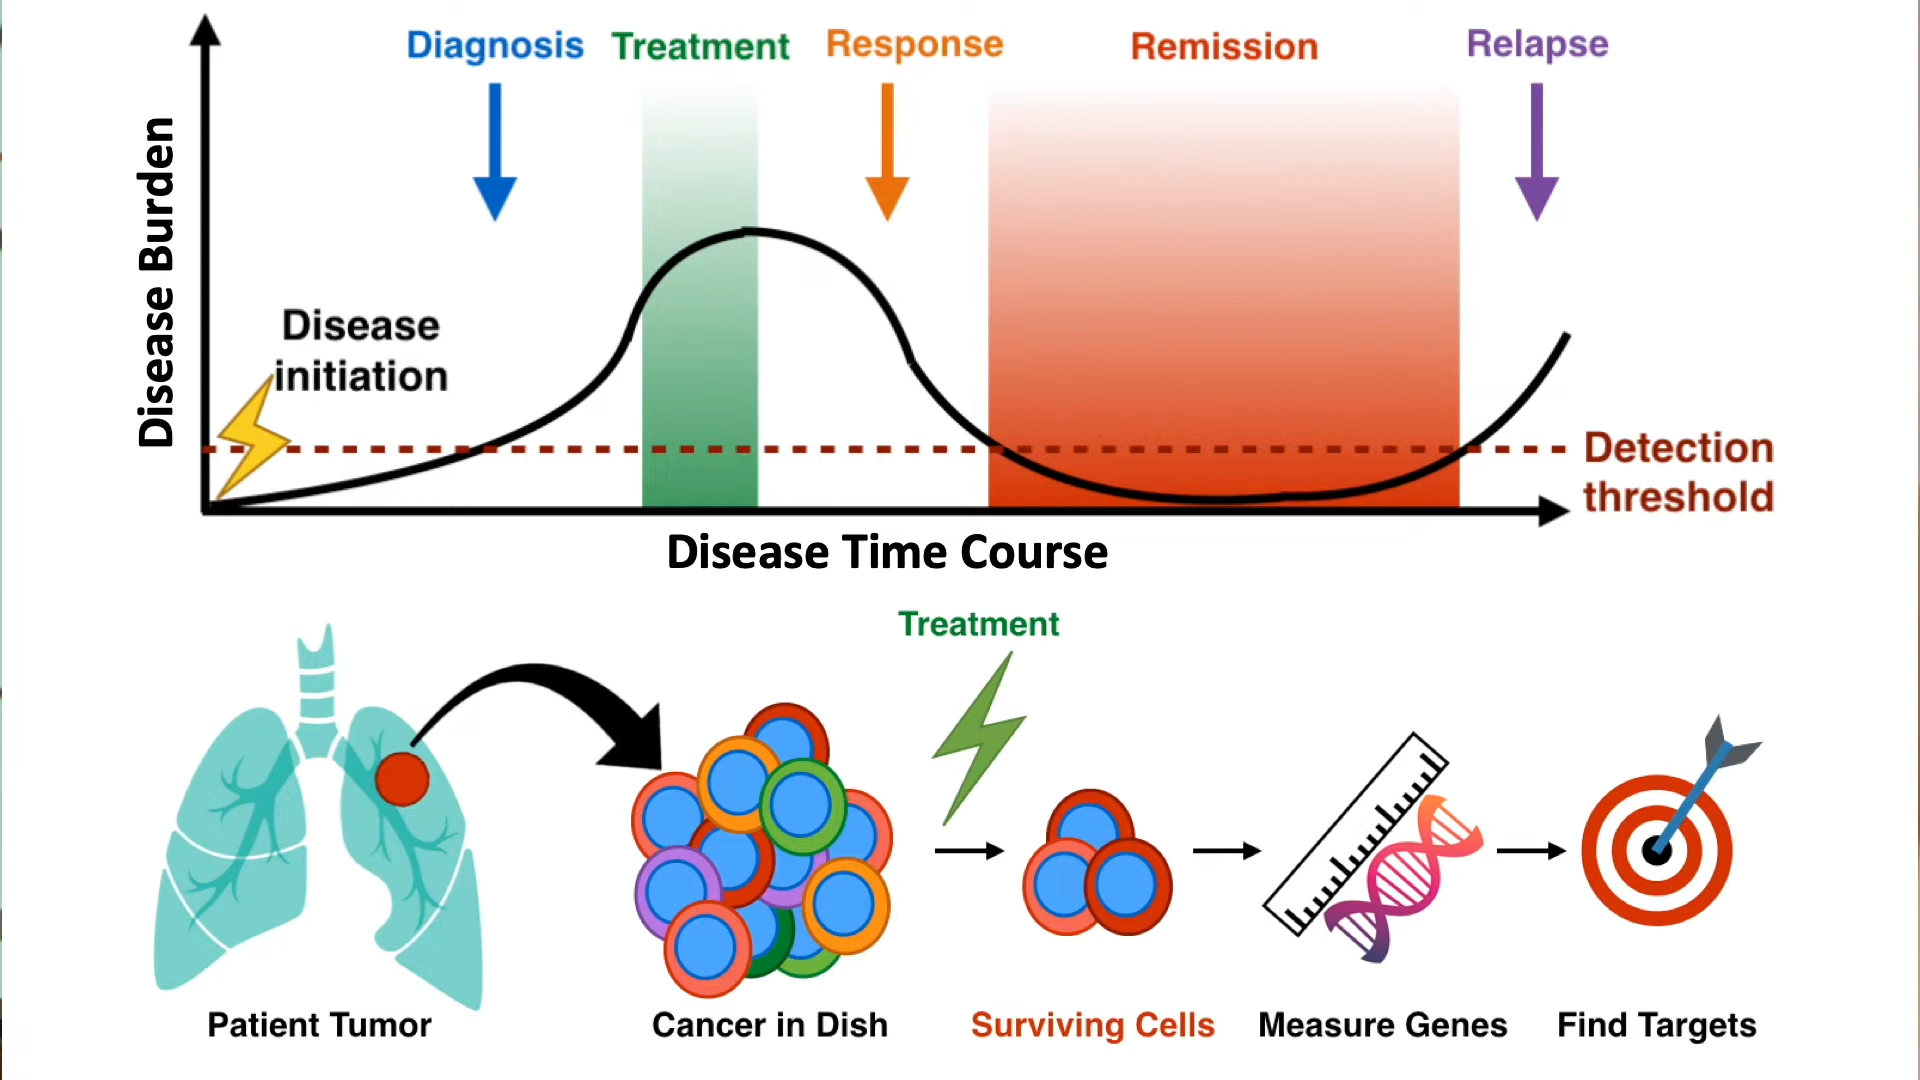 Diagnosis
Treatment
Response
Remission
Relapse
Disease Burden
Disease
initiation
Detection
threshold
Disease Time Course
Treatment
Patient Tumor
Cancer in Dish
Surviving Cells
Measure Genes
Find Targets